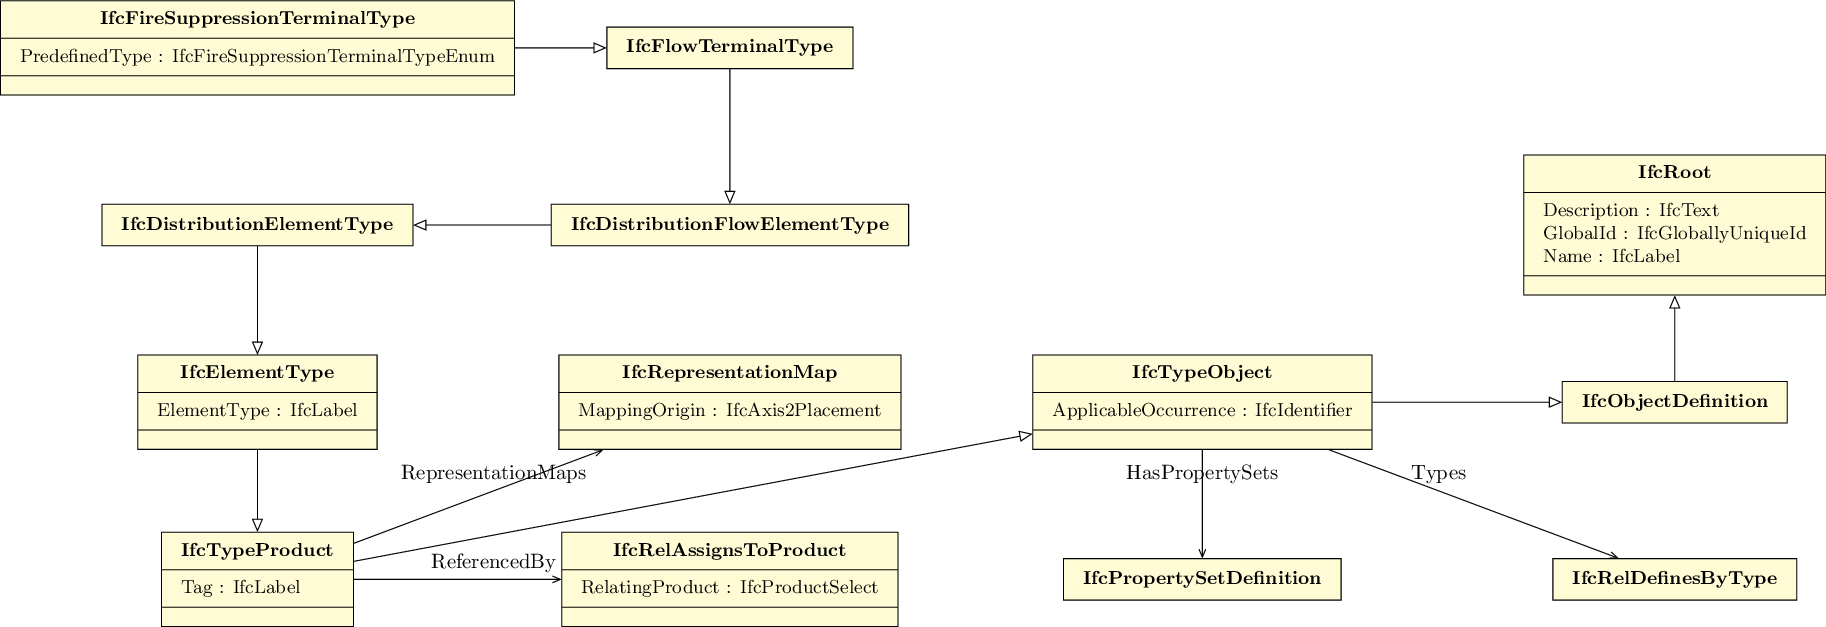 IfcFireSuppressionTerminalType
PredefinedType : IfcFireSuppressionTerminalTypeEnum
IfcFlowTerminalType
IfcRoot
Description : IfcText
GlobalId : IfcGloballyUniqueId
Name : IfcLabel
IfcDistributionElementType
IfcDistributionFlowElementType
IfcElementType
ElementType : IfcLabel
IfcRepresentationMap
MappingOrigin : IfcAxis2Placement
IfcTypeObject
ApplicableOccurrence : IfcIdentifier
IfcObjectDefinition
RepresentationMaps
HasPropertySets
Types
IfcTypeProduct
Tag : IfcLabel
ReferencedBy
IfcRelAssignsToProduct
RelatingProduct : IfcProductSelect
IfcPropertySetDefinition
IfcRelDefinesByType